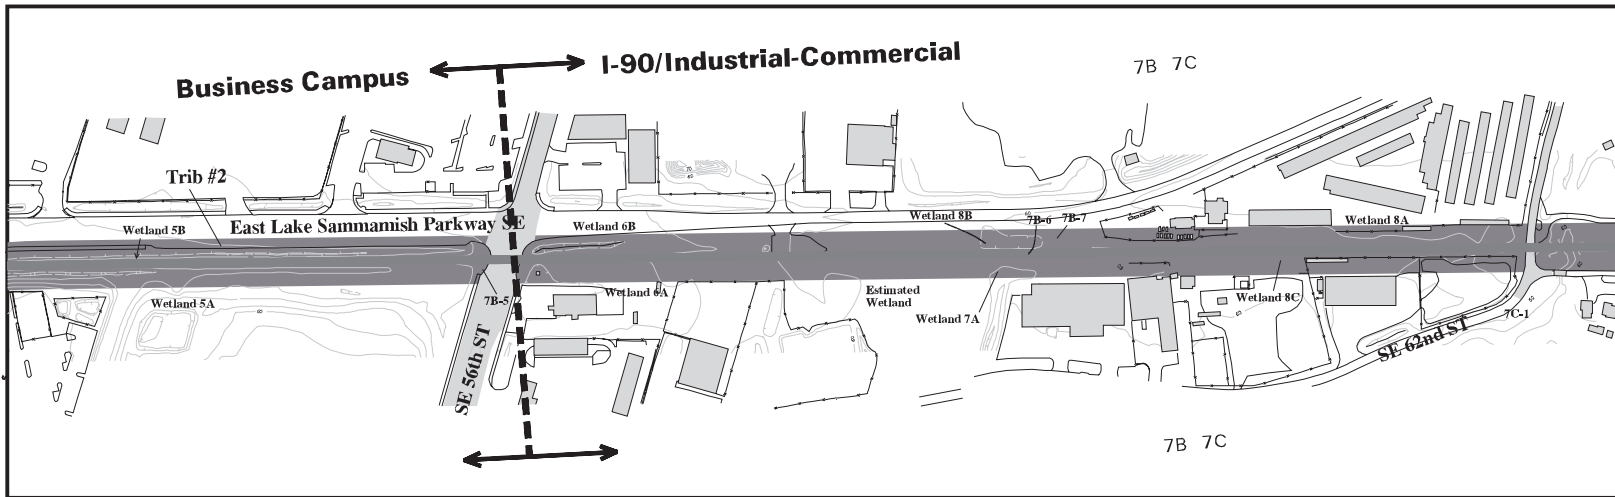 I-90/Industrial-Commercial
Business Campus
7B 7C
Trib #2
East Lake Sammamish Parkway SE
Wetland 5B
Wetland 6B
Wetland 8B
7B-6
7B-7
Wetland 8A
Wetland 5A
7B-5
Wetland 6A
Estimated
Wetland
Wetland 7A
Wetland 8C
7C-1
SE 56th ST
SE 62nd ST
7B 7C